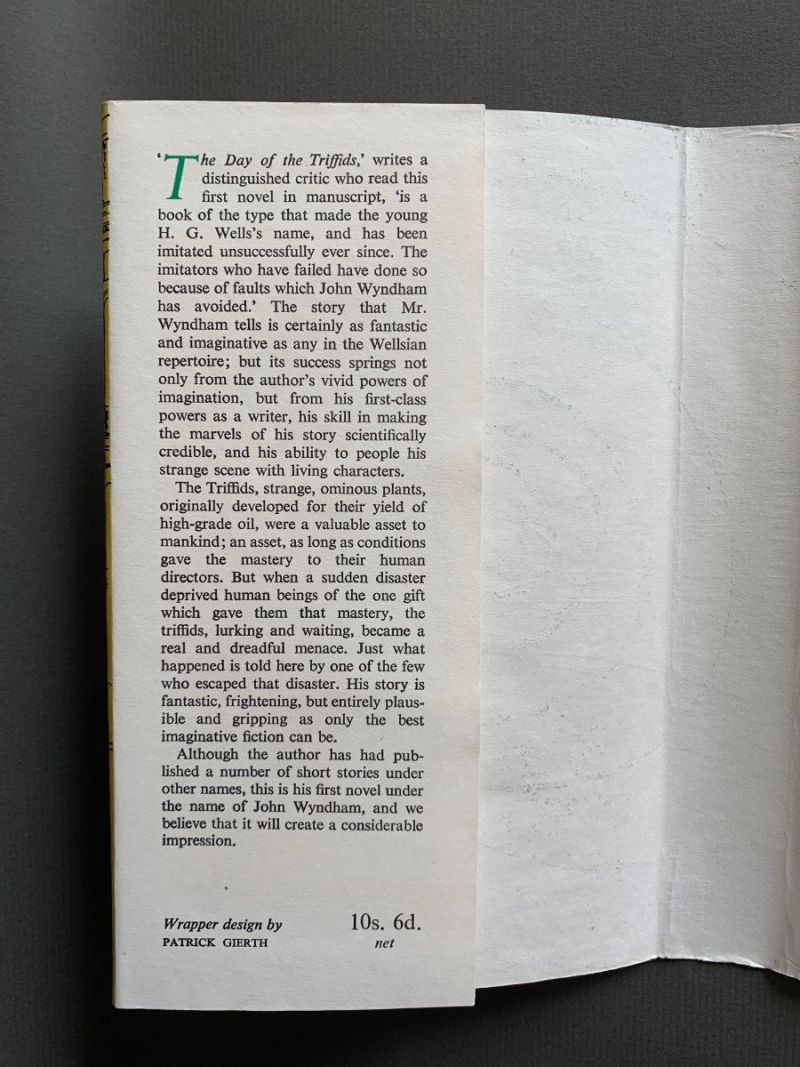 ‘The Day of the Triffids,’ writes a
distinguished critic who read this
first novel in manuscript, ‘is a
book of the type that made the young
H. G. Wells’s name, and has been
imitated unsuccessfully ever since. The
imitators who have failed have done so
because of faults which John Wyndham
has avoided.’ The story that Mr.
Wyndham tells is certainly as fantastic
and imaginative as any in the Wellsian
repertoire; but its success springs not
only from the author’s vivid powers of
imagination, but from his first-class
powers as a writer, his skill in making
the marvels of his story scientifically
credible, and his ability to people his
strange scene with living characters.
The Triffids, strange, ominous plants,
originally developed for their yield of
high-grade oil, were a valuable asset to
mankind; an asset, as long as conditions
gave the mastery to their human
directors. But when a sudden disaster
deprived human beings of the one gift
which gave them that mastery, the
triffids, lurking and waiting, became a
real and dreadful menace. Just what
happened is told here by one of the few
who escaped that disaster. His story is
fantastic, frightening, but entirely plaus-
ible and gripping as only the best
imaginative fiction can be.
Although the author has had pub-
lished a number of short stories under
other names, this is his first novel under
the name of John Wyndham, and we
believe that it will create a considerable
impression.
Wrapper design by
PATRICK GIERTH
10s. 6d.
net